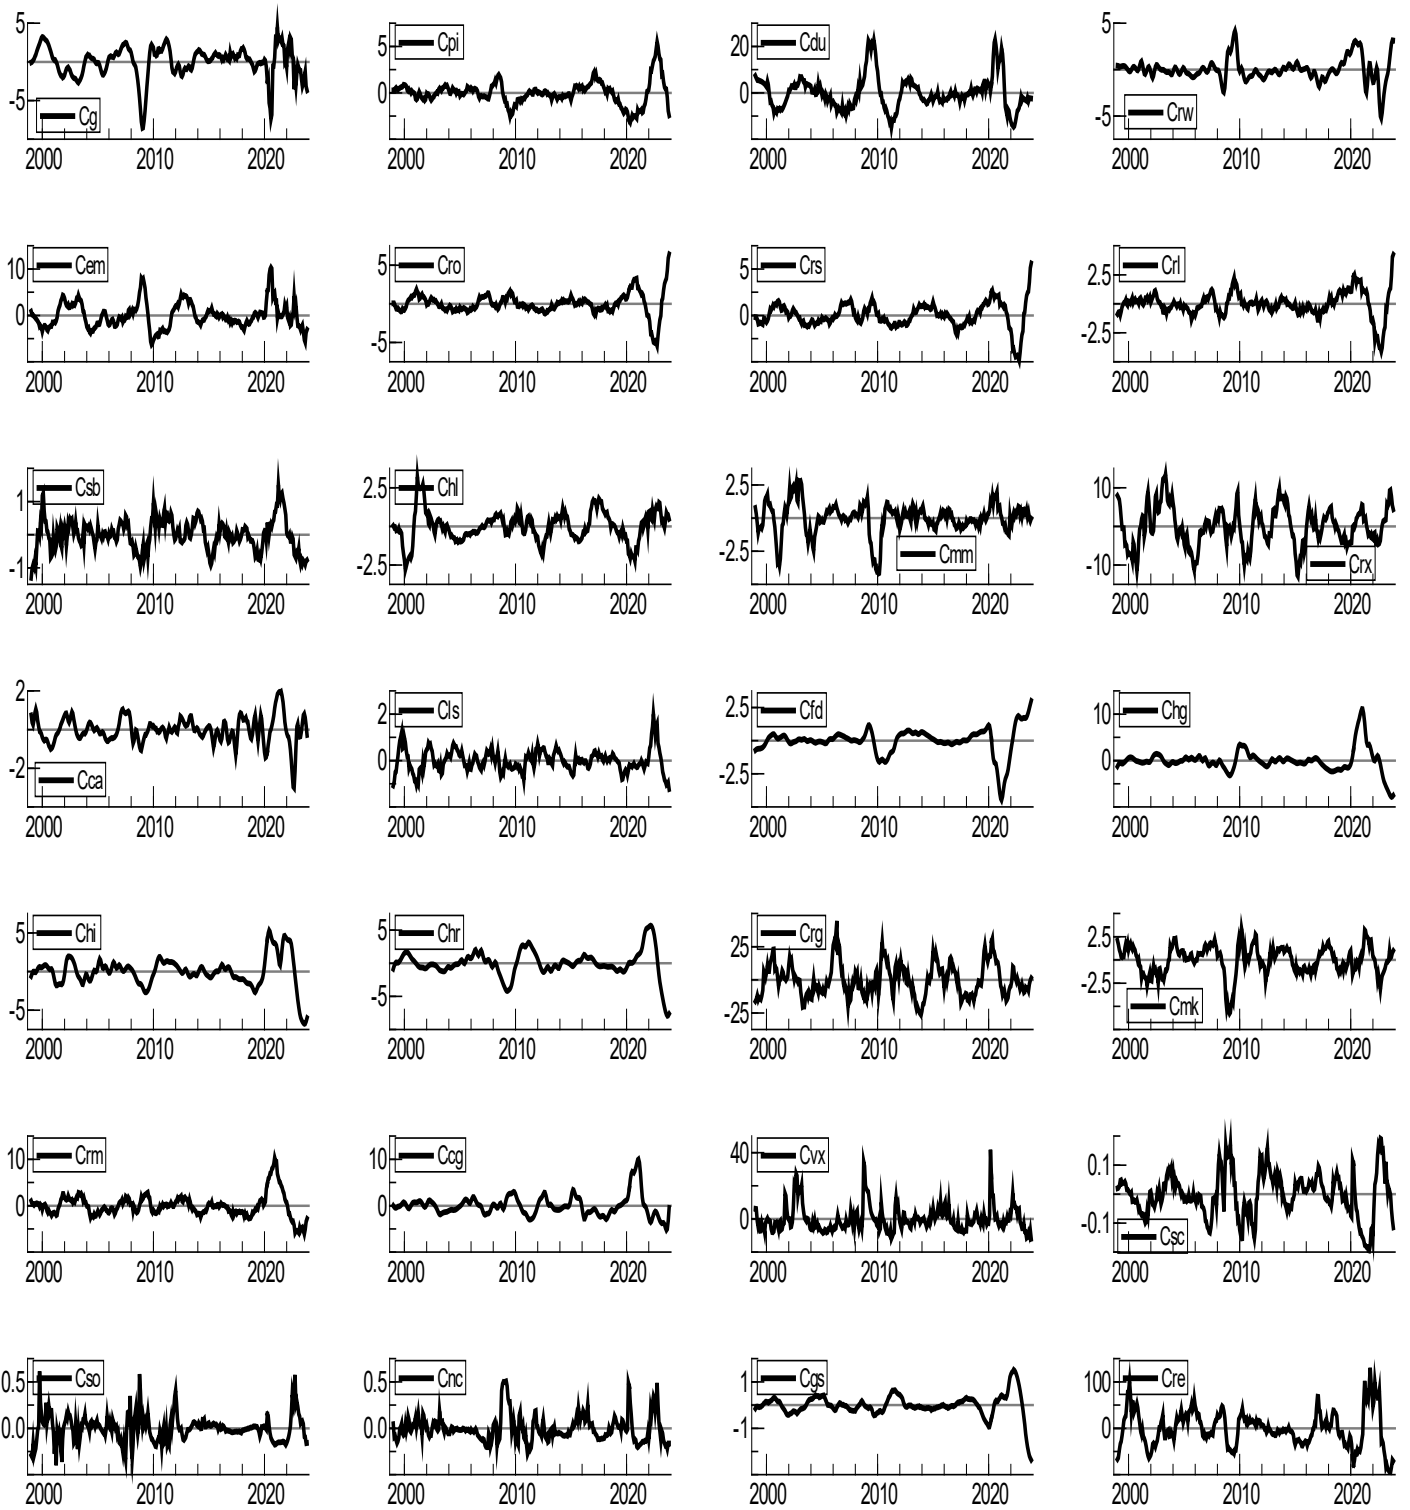 5 Cg -5 2000 2010 2020
5 Cpi 0 2000 2010 2020
20 Cdu 0 2000 2010 2020
5 Crw -5 2000 2010 2020
10 Cem 0 2000 2010 2020
5 Cro -5 2000 2010 2020
5 Crs 0 2000 2010 2020
2.5 Crl -2.5 2000 2010 2020
1 Csb -1 2000 2010 2020
2.5 Chl -2.5 2000 2010 2020
2.5 Cmm -2.5 2000 2010 2020
10 Crx -10 2000 2010 2020
2 Cca -2 2000 2010 2020
2 Cls 0 2000 2010 2020
2.5 Cfd -2.5 2000 2010 2020
10 Chg 0 2000 2010 2020
5 Chi -5 2000 2010 2020
5 Chr -5 2000 2010 2020
25 Crg -25 2000 2010 2020
2.5 Cmk -2.5 2000 2010 2020
10 Crm 0 2000 2010 2020
10 Ccg 0 2000 2010 2020
40 Cvx 0 2000 2010 2020
0.1 Csc -0.1 2000 2010 2020
0.5 Cso 0.0 2000 2010 2020
0.5 Cnc 0.0 2000 2010 2020
1 Cgs -1 2000 2010 2020
100 Cre 0 2000 2010 2020